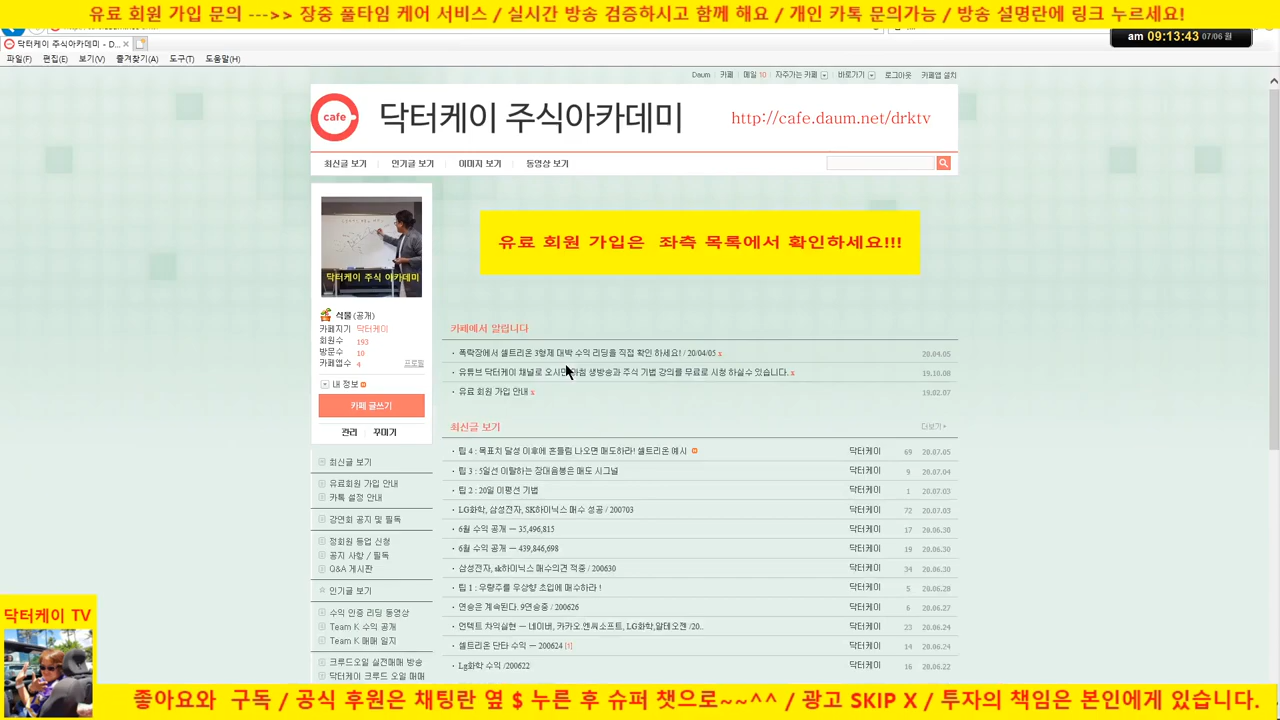 유료 회원 가입 문의 --->> 장중 풀타임 케어 서비스 / 실시간 방송 검증하시고 함께 해요 / 개인 카톡 문의가능 / 방송 설명란에 링크 누르세요!
am 09:13:43 07/06 월
닥터케이 주식아카데미 - D...
파일(F) 편집(E) 보기(V) 즐겨찾기(A) 도구(T) 도움말(H)
Daum 카페 메일 10 자주가는 카페 바로가기 로그아웃 카페앱 설치
cafe 닥터케이 주식아카데미 http://cafe.daum.net/drktv
최신글 보기 인기글 보기 이미지 보기 동영상 보기
닥터케이 주식 아카데미
유료 회원 가입은 좌측 목록에서 확인하세요!!!
석물 (공개)
카페지기 닥터케이
회원수 193
방문수 10
카페앱수 4 프로필
내 정보
카페 글쓰기
관리 꾸미기
최신글 보기
유료회원 가입 안내
카톡 설정 안내
강연회 공지 및 필독
정회원 등업 신청
공지 사항 / 필독
Q&A 게시판
인기글 보기
수익 인증 리딩 동영상
Team K 수익 공개
Team K 매매 일지
크루드오일 실전매매 방송
닥터케이 크루드 오일 매매
카페에서 알립니다
폭락장에서 셀트리온 3형제 대박 수익 리딩을 직접 확인 하세요! / 20/04/05 20.04.05
유튜브 닥터케이 채널로 오시면 아침 생방송과 주식 기법 강의를 무료로 시청 하실수 있습니다. 19.10.08
유료 회원 가입 안내 19.02.07
최신글 보기 더보기
팁 4 : 목표치 달성 이후에 흔들림 나오면 매도하라! 셀트리온 예시 닥터케이 69 20.07.05
팁 3 : 5일선 이탈하는 장대음봉은 매도 시그널 닥터케이 9 20.07.04
팁 2 : 20일 이평선 기법 닥터케이 1 20.07.03
LG화학, 삼성전자, SK하이닉스 매수 성공 / 200703 닥터케이 72 20.07.03
6월 수익 공개 ㅡ 35,496,815 닥터케이 17 20.06.30
6월 수익 공개 ㅡ 439,846,698 닥터케이 19 20.06.30
삼성전자, sk하이닉스 매수의견 적중 / 200630 닥터케이 34 20.06.30
팁 1 : 우량주를 우상향 초입에 매수하라 ! 닥터케이 5 20.06.28
연승은 계속된다. 9연승중 / 200626 닥터케이 6 20.06.27
언택트 차익실현 ㅡ 네이버, 카카오,엔씨소프트, LG화학,알테오젠 /20.. 닥터케이 23 20.06.24
셀트리온 단타 수익 ㅡ 200624 [1] 닥터케이 14 20.06.24
Lg화학 수익 /200622 닥터케이 16 20.06.22
닥터케이 TV
좋아요와 구독 / 공식 후원은 채팅란 옆 $ 누른 후 슈퍼 챗으로~~^^ / 광고 SKIP X / 투자의 책임은 본인에게 있습니다.